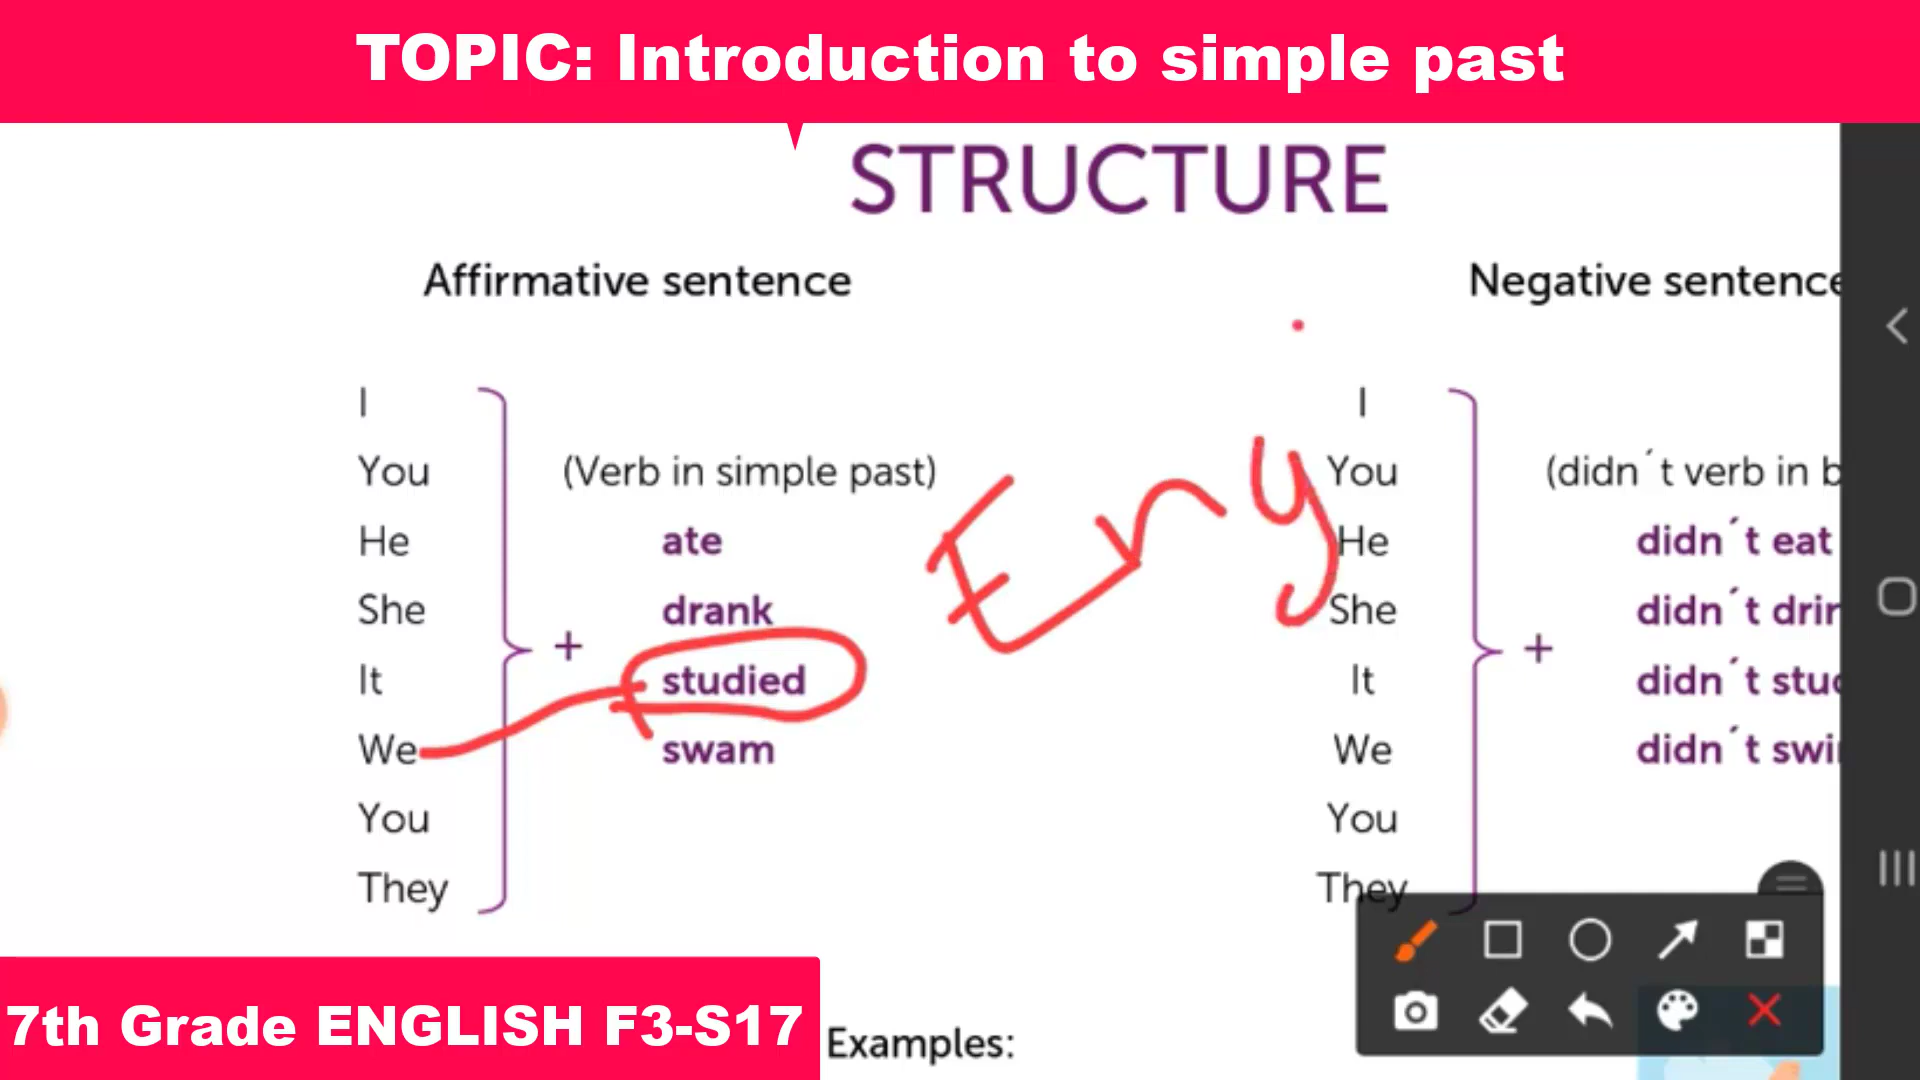 TOPIC: Introduction to simple past
STRUCTURE
Affirmative sentence
I
You
He
She
It
We
You
They
+
(Verb in simple past)
ate
drank
studied
swam
Eng
Negative sentence
I
You
He
She
It
We
You
They
+
(didn´t verb in b
didn´t eat
didn´t drin
didn´t stud
didn´t swi
7th Grade ENGLISH F3-S17
Examples: